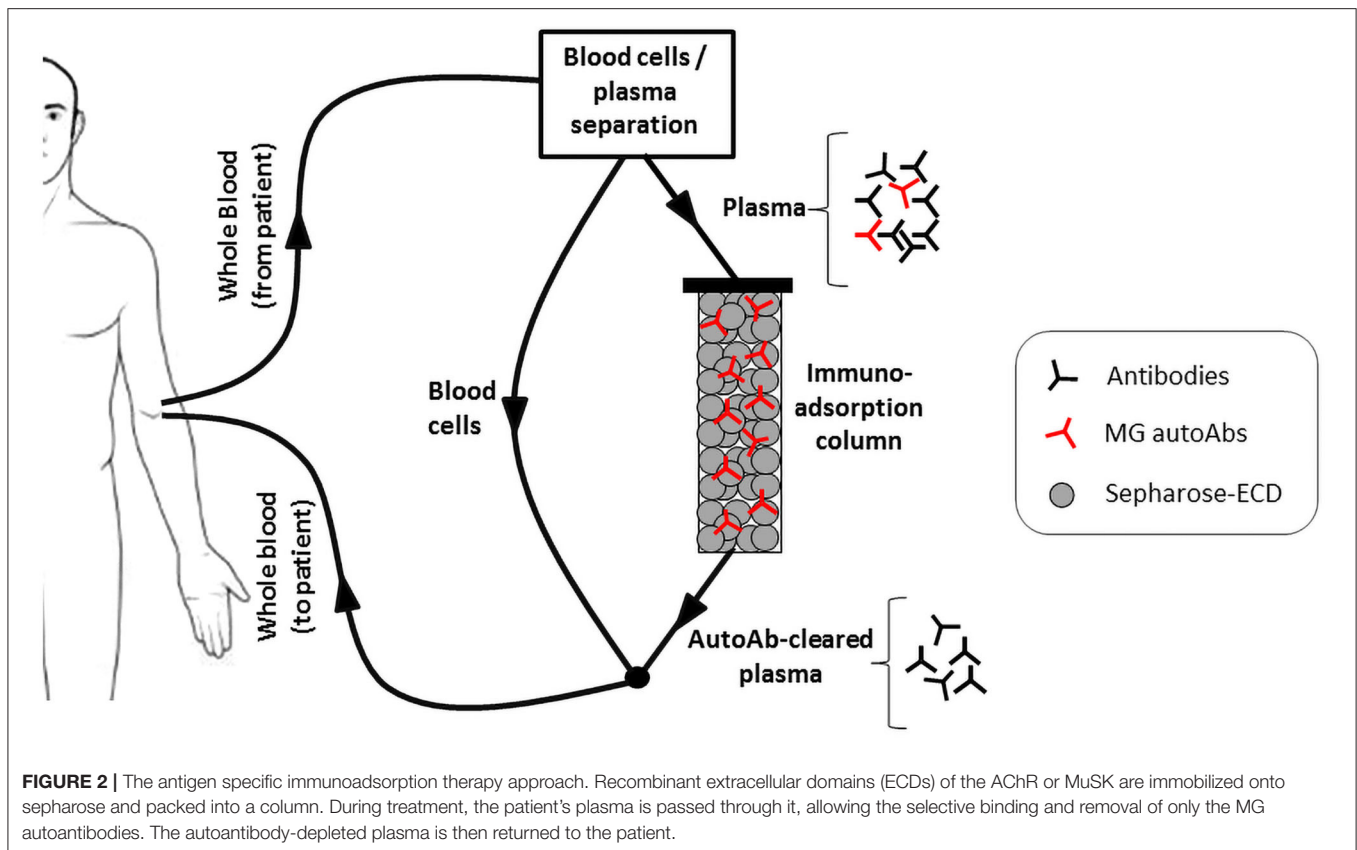 Blood cells /
plasma
separation
Whole Blood
(from patient)
Plasma
Blood
cells
Immuno-
adsorption
column
Antibodies
MG autoAbs
Sepharose-ECD
Whole blood
(to patient)
AutoAb-cleared
plasma
FIGURE 2 | The antigen specific immunoadsorption therapy approach. Recombinant extracellular domains (ECDs) of the AChR or MuSK are immobilized onto
sepharose and packed into a column. During treatment, the patient's plasma is passed through it, allowing the selective binding and removal of only the MG
autoantibodies. The autoantibody-depleted plasma is then returned to the patient.